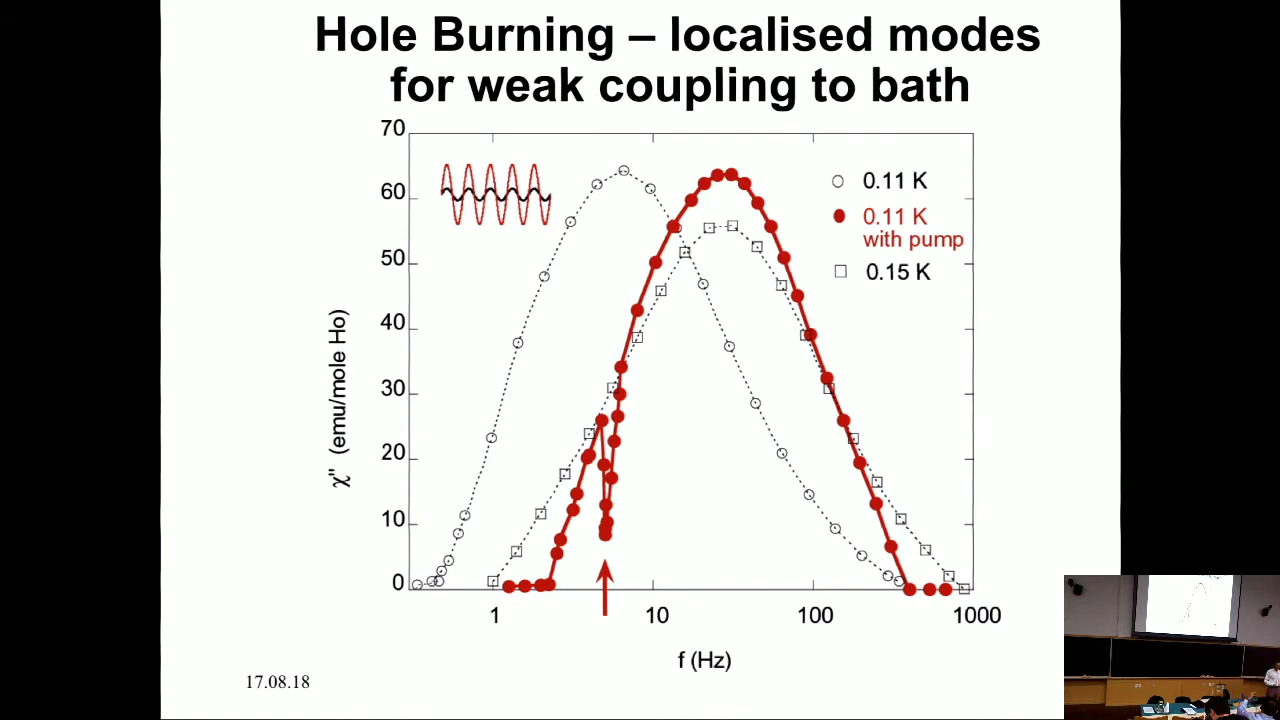 Hole Burning – localised modes
for weak coupling to bath
70
60
50
40
30
20
10
0
χ" (emu/mole Ho)
0.11 K
0.11 K
with pump
0.15 K
1
10
100
1000
f (Hz)
17.08.18